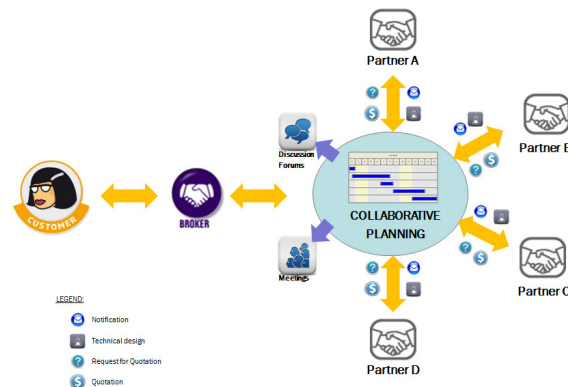 Partner A
Discussion
Forums
Partner B
CUSTOMER
BROKER
COLLABORATIVE
PLANNING
Meetings
Partner C
Partner D
LEGEND:
Notification
Technical design
Request for Quotation
Quotation